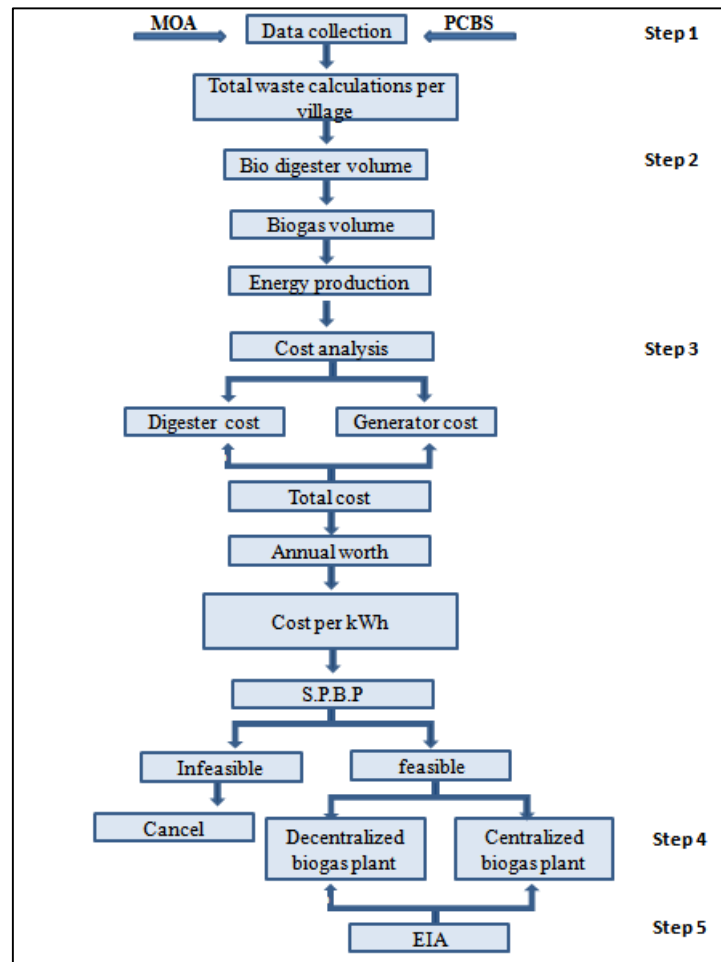 MOA
Data collection
PCBS
Step 1
Total waste calculations per
village
Bio digester volume
Step 2
Biogas volume
Energy production
Cost analysis
Step 3
Digester cost
Generator cost
Total cost
Annual worth
Cost per kWh
S.P.B.P
Infeasible
feasible
Cancel
Decentralized
biogas plant
Centralized
biogas plant
Step 4
EIA
Step 5